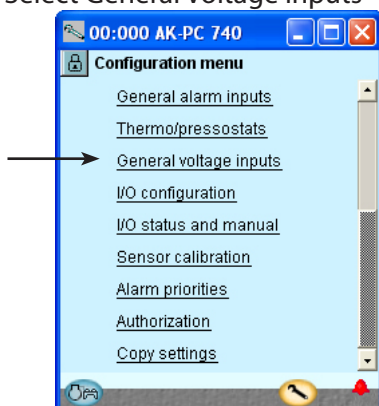 Select General voltage inputs
00:000 AK-PC 740
Configuration menu
General alarm inputs
Thermo/pressostats
General voltage inputs
I/O configuration
I/O status and manual
Sensor calibration
Alarm priorities
Authorization
Copy settings